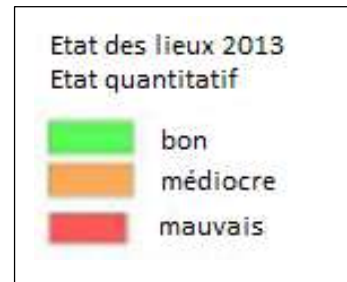 Etat des lieux 2013
Etat quantitatif
bon
médiocre
mauvais